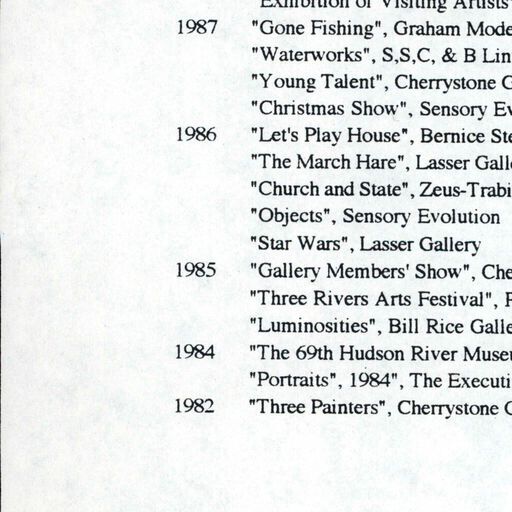 Exhibition of Visiting Artists"
1987 "Gone Fishing", Graham Mode
"Waterworks", S,S,C, & B Lin
"Young Talent", Cherrystone G
"Christmas Show", Sensory Ev
1986 "Let's Play House", Bernice Ste
"The March Hare", Lasser Gall
"Church and State", Zeus-Trabi
"Objects", Sensory Evolution
"Star Wars", Lasser Gallery
1985 "Gallery Members' Show", Che
"Three Rivers Arts Festival",
"Luminosities", Bill Rice Galle
1984 "The 69th Hudson River Muse
"Portraits", 1984", The Executi
1982 "Three Painters", Cherrystone